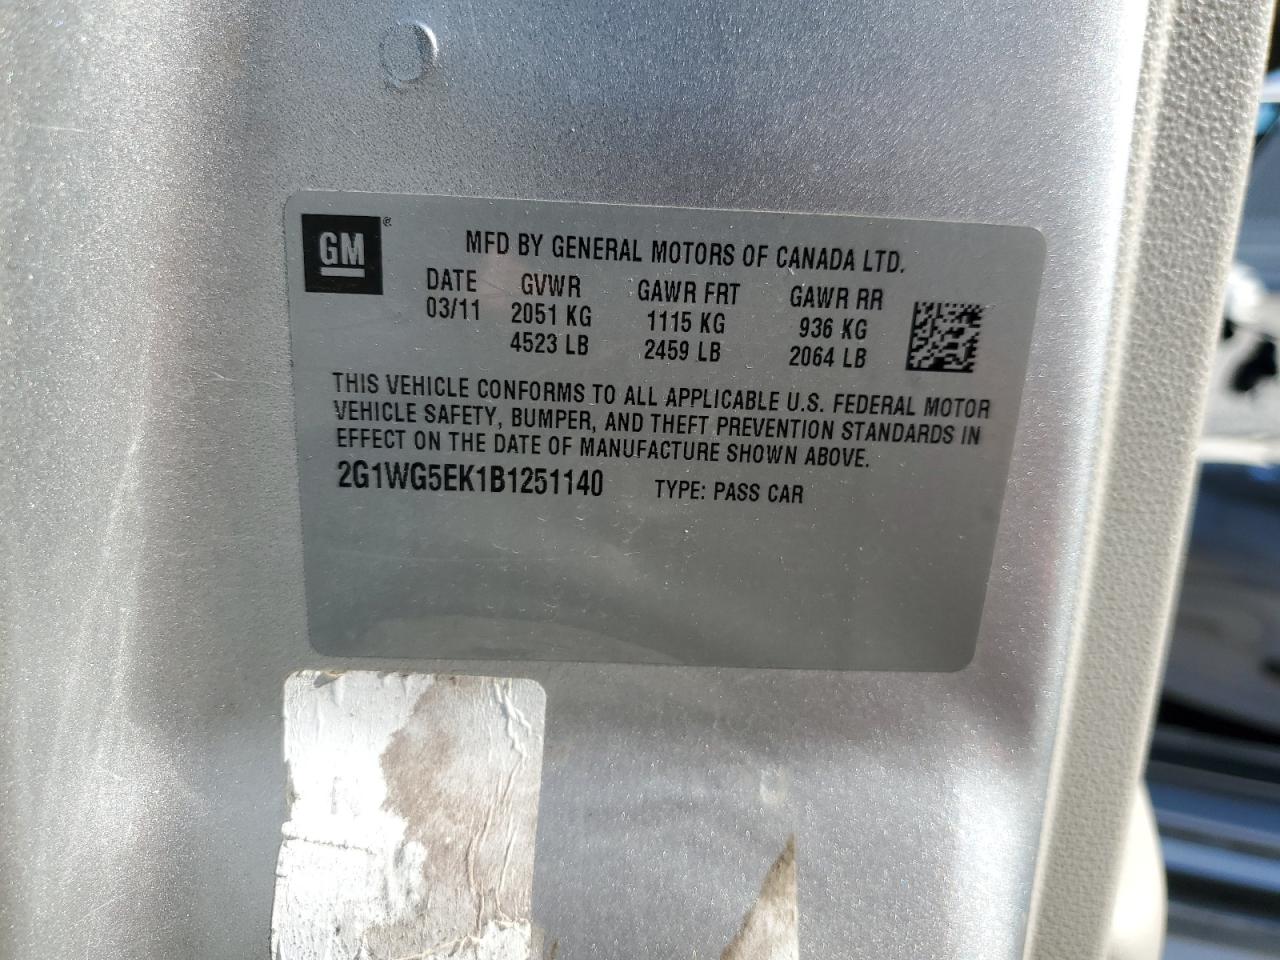 GM®
MFD BY GENERAL MOTORS OF CANADA LTD.
DATE GVWR GAWR FRT GAWR RR
03/11 2051 KG 1115 KG 936 KG
4523 LB 2459 LB 2064 LB
THIS VEHICLE CONFORMS TO ALL APPLICABLE U.S. FEDERAL MOTOR
VEHICLE SAFETY, BUMPER, AND THEFT PREVENTION STANDARDS IN
EFFECT ON THE DATE OF MANUFACTURE SHOWN ABOVE.
2G1WG5EK1B1251140 TYPE: PASS CAR